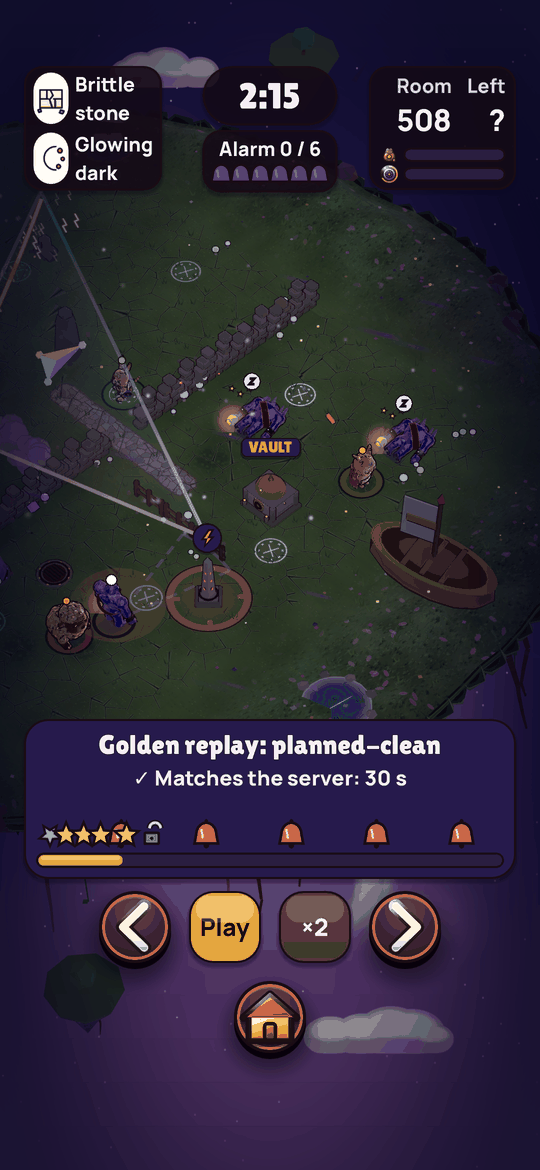 Brittle
stone
Glowing
dark
2:15
Alarm 0 / 6
Room Left
508 ?
Z
Z
VAULT
Golden replay: planned-clean
✓ Matches the server: 30 s
Play
×2